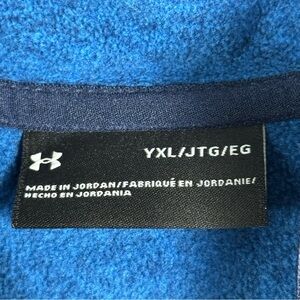 YXL/JTG/EG
MADE IN JORDAN/FABRIQUÉ EN JORDANIE/
HECHO EN JORDANIA